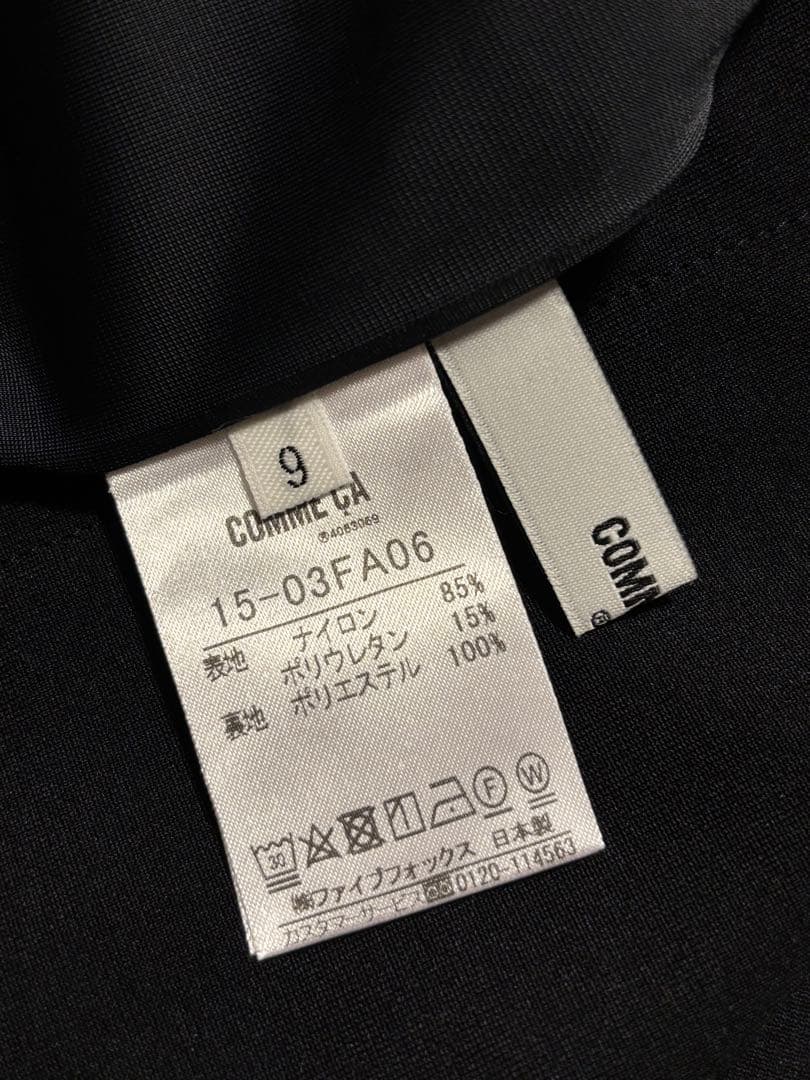 9
COMME ÇA
®4053069
15-03FA06
表地 ナイロン 85%
ポリウレタン 15%
裏地 ポリエステル 100%
30
F
W
㈱ファイブフォックス 日本製
カスタマーサービス 0120-114563
COMM